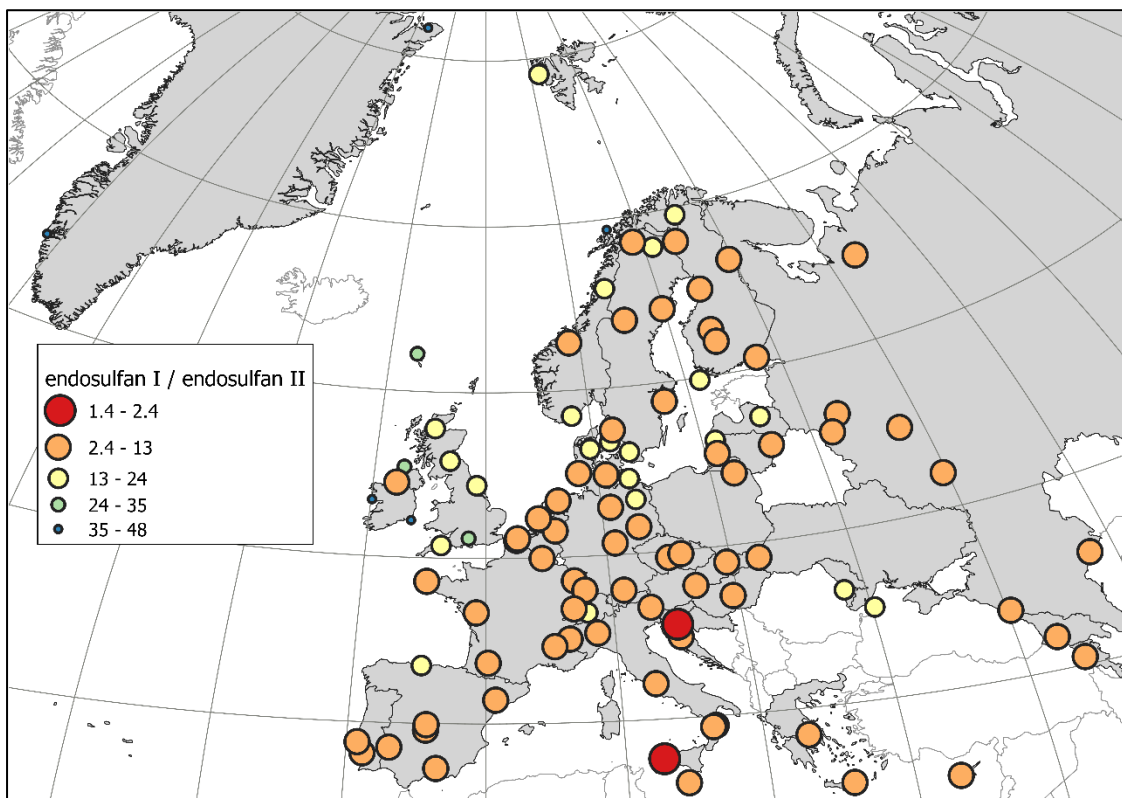 endosulfan I / endosulfan II
1.4 - 2.4
2.4 - 13
13 - 24
24 - 35
35 - 48